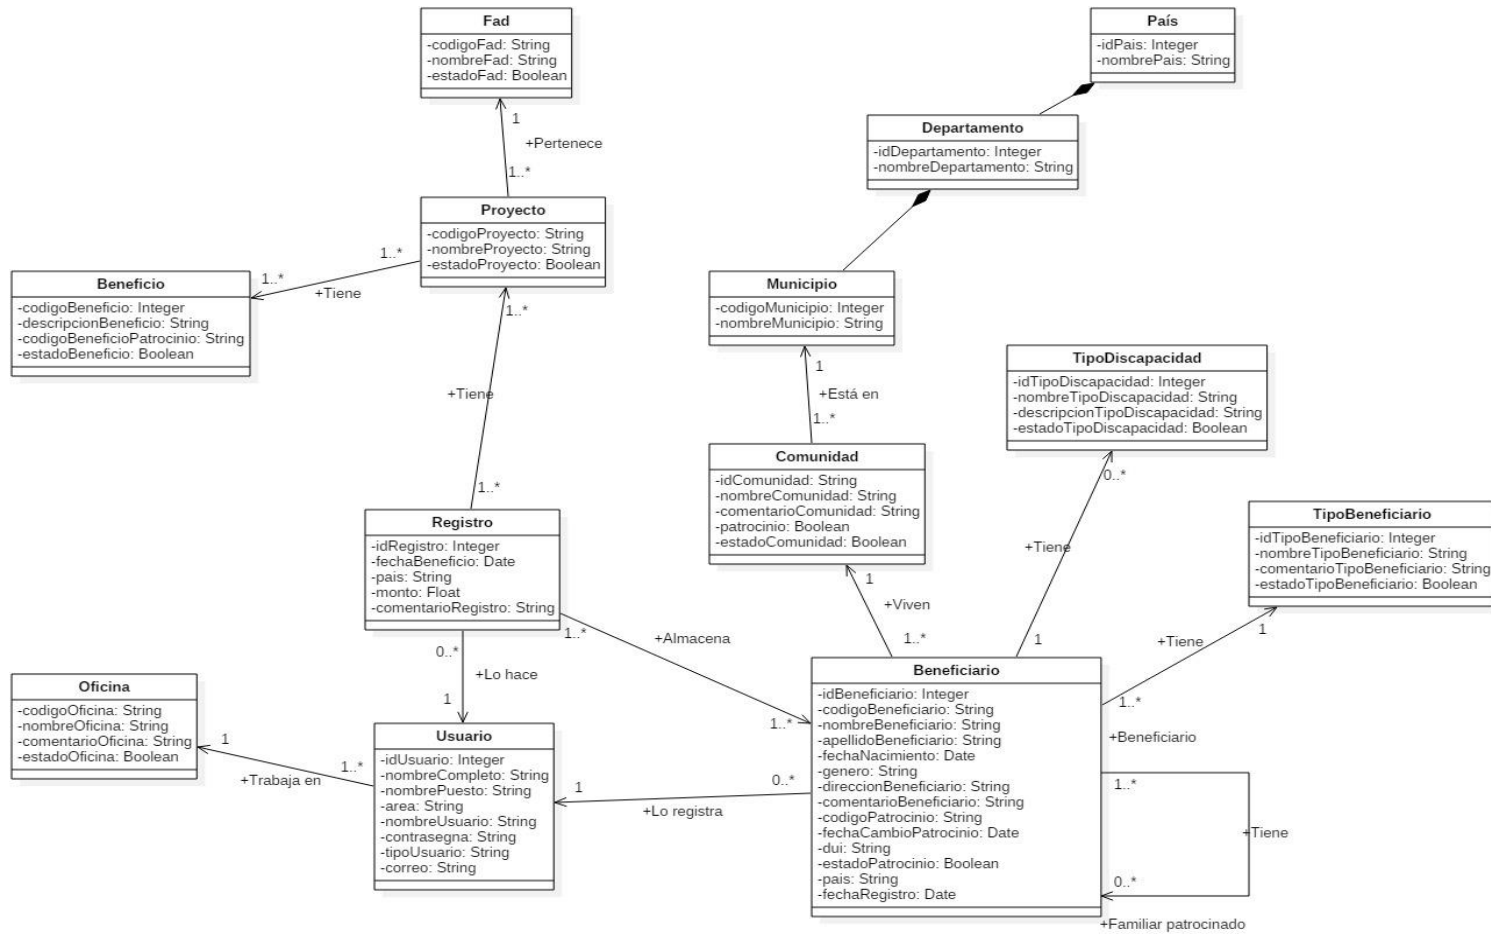 Fad
-codigoFad: String
-nombreFad: String
-estadoFad: Boolean
País
-idPais: Integer
-nombrePais: String
Departamento
-idDepartamento: Integer
-nombreDepartamento: String
1
+Pertenece
1..*
Proyecto
-codigoProyecto: String
-nombreProyecto: String
-estadoProyecto: Boolean
1..*
1..*
+Tiene
Beneficio
-codigoBeneficio: Integer
-descripcionBeneficio: String
-codigoBeneficioPatrocinio: String
-estadoBeneficio: Boolean
Municipio
-codigoMunicipio: Integer
-nombreMunicipio: String
1..*
+Tiene
1..*
1
+Está en
1..*
TipoDiscapacidad
-idTipoDiscapacidad: Integer
-nombreTipoDiscapacidad: String
-descripcionTipoDiscapacidad: String
-estadoTipoDiscapacidad: Boolean
Comunidad
-idComunidad: String
-nombreComunidad: String
-comentarioComunidad: String
-patrocinio: Boolean
-estadoComunidad: Boolean
0..*
+Tiene
1
TipoBeneficiario
-idTipoBeneficiario: Integer
-nombreTipoBeneficiario: String
-comentarioTipoBeneficiario: String
-estadoTipoBeneficiario: Boolean
Registro
-idRegistro: Integer
-fechaBeneficio: Date
-pais: String
-monto: Float
-comentarioRegistro: String
1
+Viven
1..*
1..*
+Almacena
1..*
1
+Tiene
1..*
0..*
+Lo hace
1
Oficina
-codigoOficina: String
-nombreOficina: String
-comentarioOficina: String
-estadoOficina: Boolean
1
1..*
+Trabaja en
Usuario
-idUsuario: Integer
-nombreCompleto: String
-nombrePuesto: String
-area: String
-nombreUsuario: String
-contrasegna: String
-tipoUsuario: String
-correo: String
1
0..*
+Lo registra
Beneficiario
-idBeneficiario: Integer
-codigoBeneficiario: String
-nombreBeneficiario: String
-apellidoBeneficiario: String
-fechaNacimiento: Date
-genero: String
-direccionBeneficiario: String
-comentarioBeneficiario: String
-codigoPatrocinio: String
-fechaCambioPatrocinio: Date
-dui: String
-estadoPatrocinio: Boolean
-pais: String
-fechaRegistro: Date
+Beneficiario
1..*
+Tiene
0..*
+Familiar patrocinado